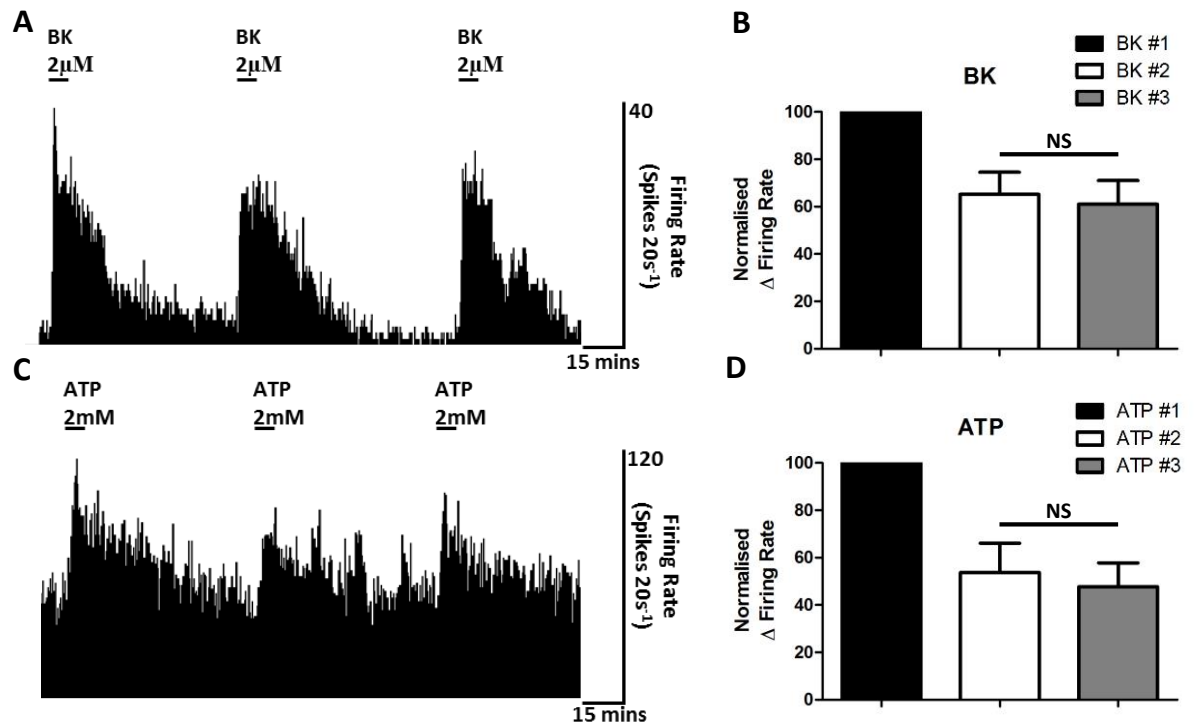 A
BK
2μM
BK
2μM
BK
2μM
40
Firing Rate
(Spikes 20s⁻¹)
15 mins
B
BK #1
BK #2
BK #3
BK
100
80
60
40
20
0
Normalised
Δ Firing Rate
NS
C
ATP
2mM
ATP
2mM
ATP
2mM
120
Firing Rate
(Spikes 20s⁻¹)
15 mins
D
ATP #1
ATP #2
ATP #3
ATP
100
80
60
40
20
0
Normalised
Δ Firing Rate
NS